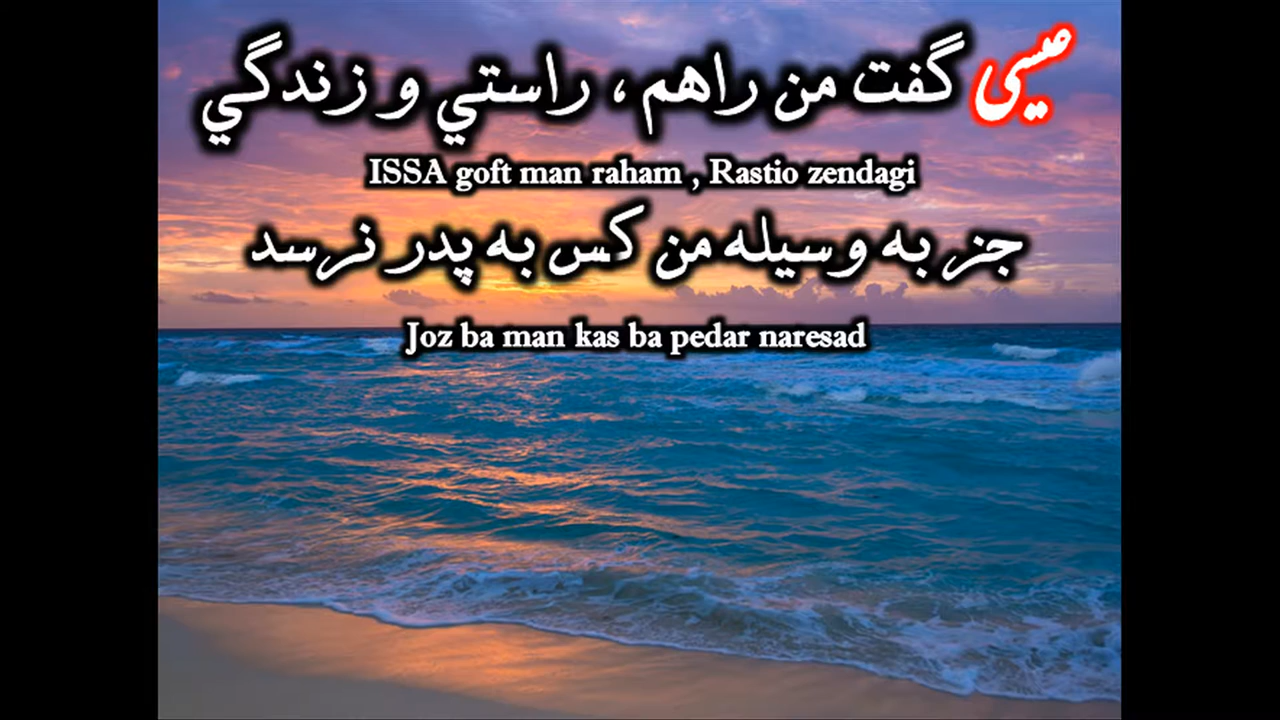 عيسى گفت من راهم ، راستي و زندگي
ISSA goft man raham , Rastio zendagi
جز به وسیله من کس به پدر نرسد
Joz ba man kas ba pedar naresad